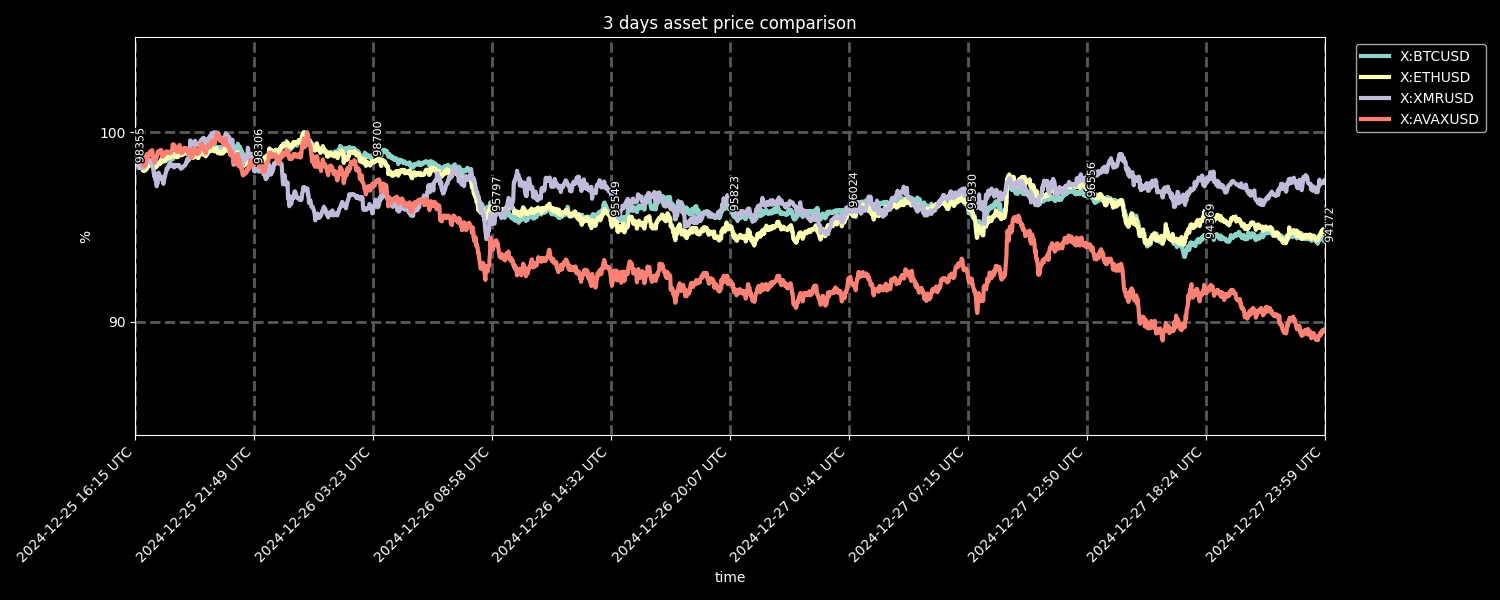 3 days asset price comparison
X:BTCUSD
X:ETHUSD
X:XMRUSD
X:AVAXUSD
100
90
%
98355
98306
98700
95797
95549
95823
96024
95930
96556
94369
94172
2024-12-25 16:15 UTC
2024-12-25 21:49 UTC
2024-12-26 03:23 UTC
2024-12-26 08:58 UTC
2024-12-26 14:32 UTC
2024-12-26 20:07 UTC
2024-12-27 01:41 UTC
2024-12-27 07:15 UTC
2024-12-27 12:50 UTC
2024-12-27 18:24 UTC
2024-12-27 23:59 UTC
time